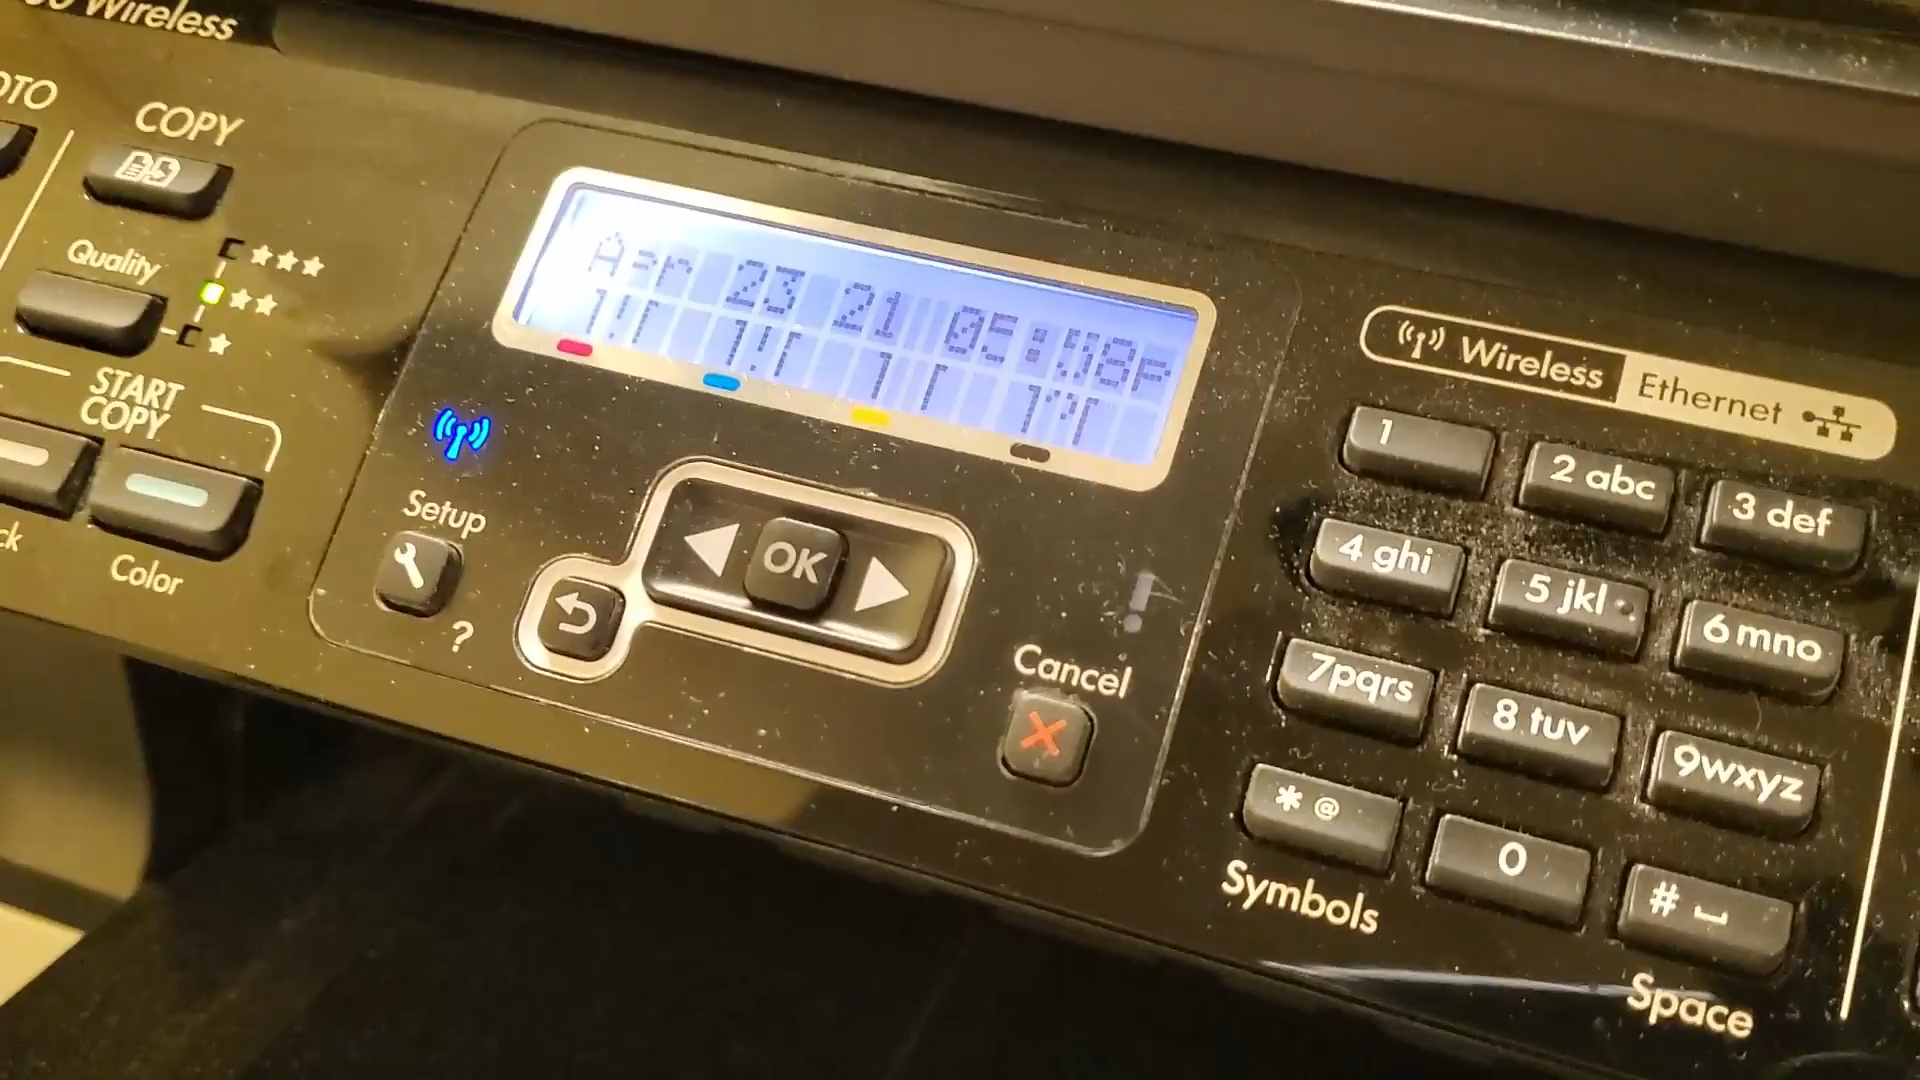 Wireless
COPY
Quality
START
COPY
Color
Apr 23 21 05:08P
Setup
?
OK
Cancel
Wireless Ethernet
1
2 abc
3 def
4 ghi
5 jkl
6 mno
7pqrs
8 tuv
9wxyz
* @
0
#
Symbols
Space